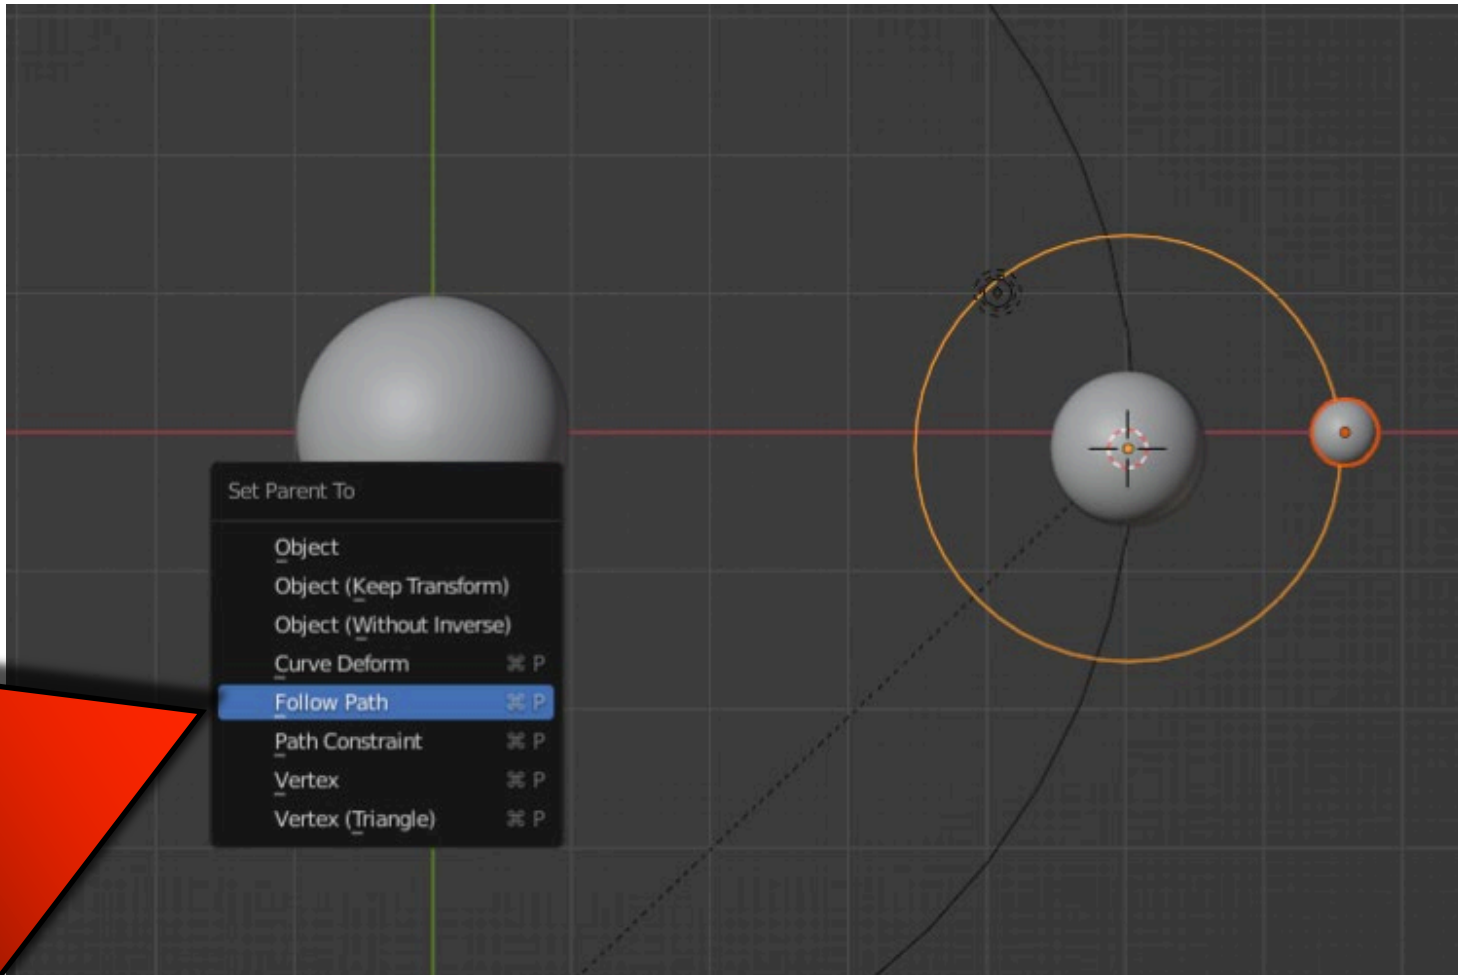 Set Parent To
Object
Object (Keep Transform)
Object (Without Inverse)
Curve Deform ⌘ P
Follow Path ⌘ P
Path Constraint ⌘ P
Vertex ⌘ P
Vertex (Triangle) ⌘ P